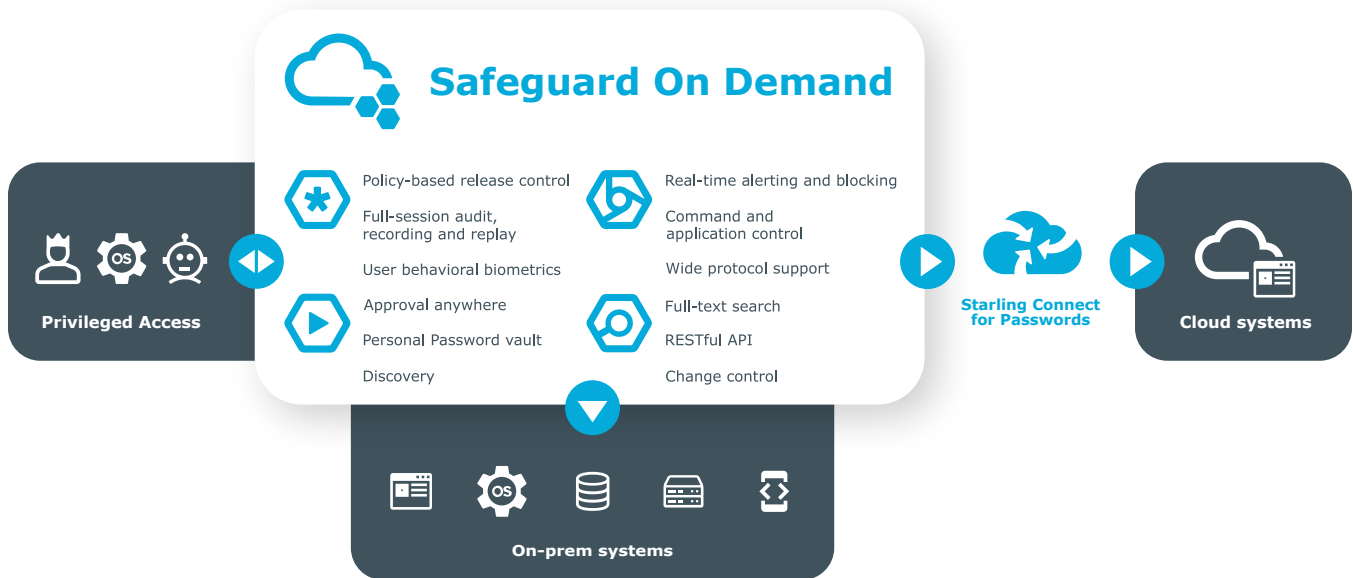 Safeguard On Demand
Policy-based release control
Full-session audit,
recording and replay
User behavioral biometrics
Approval anywhere
Personal Password vault
Discovery
Real-time alerting and blocking
Command and
application control
Wide protocol support
Full-text search
RESTful API
Change control
OS
Privileged Access
Starling Connect
for Passwords
Cloud systems
OS
On-prem systems